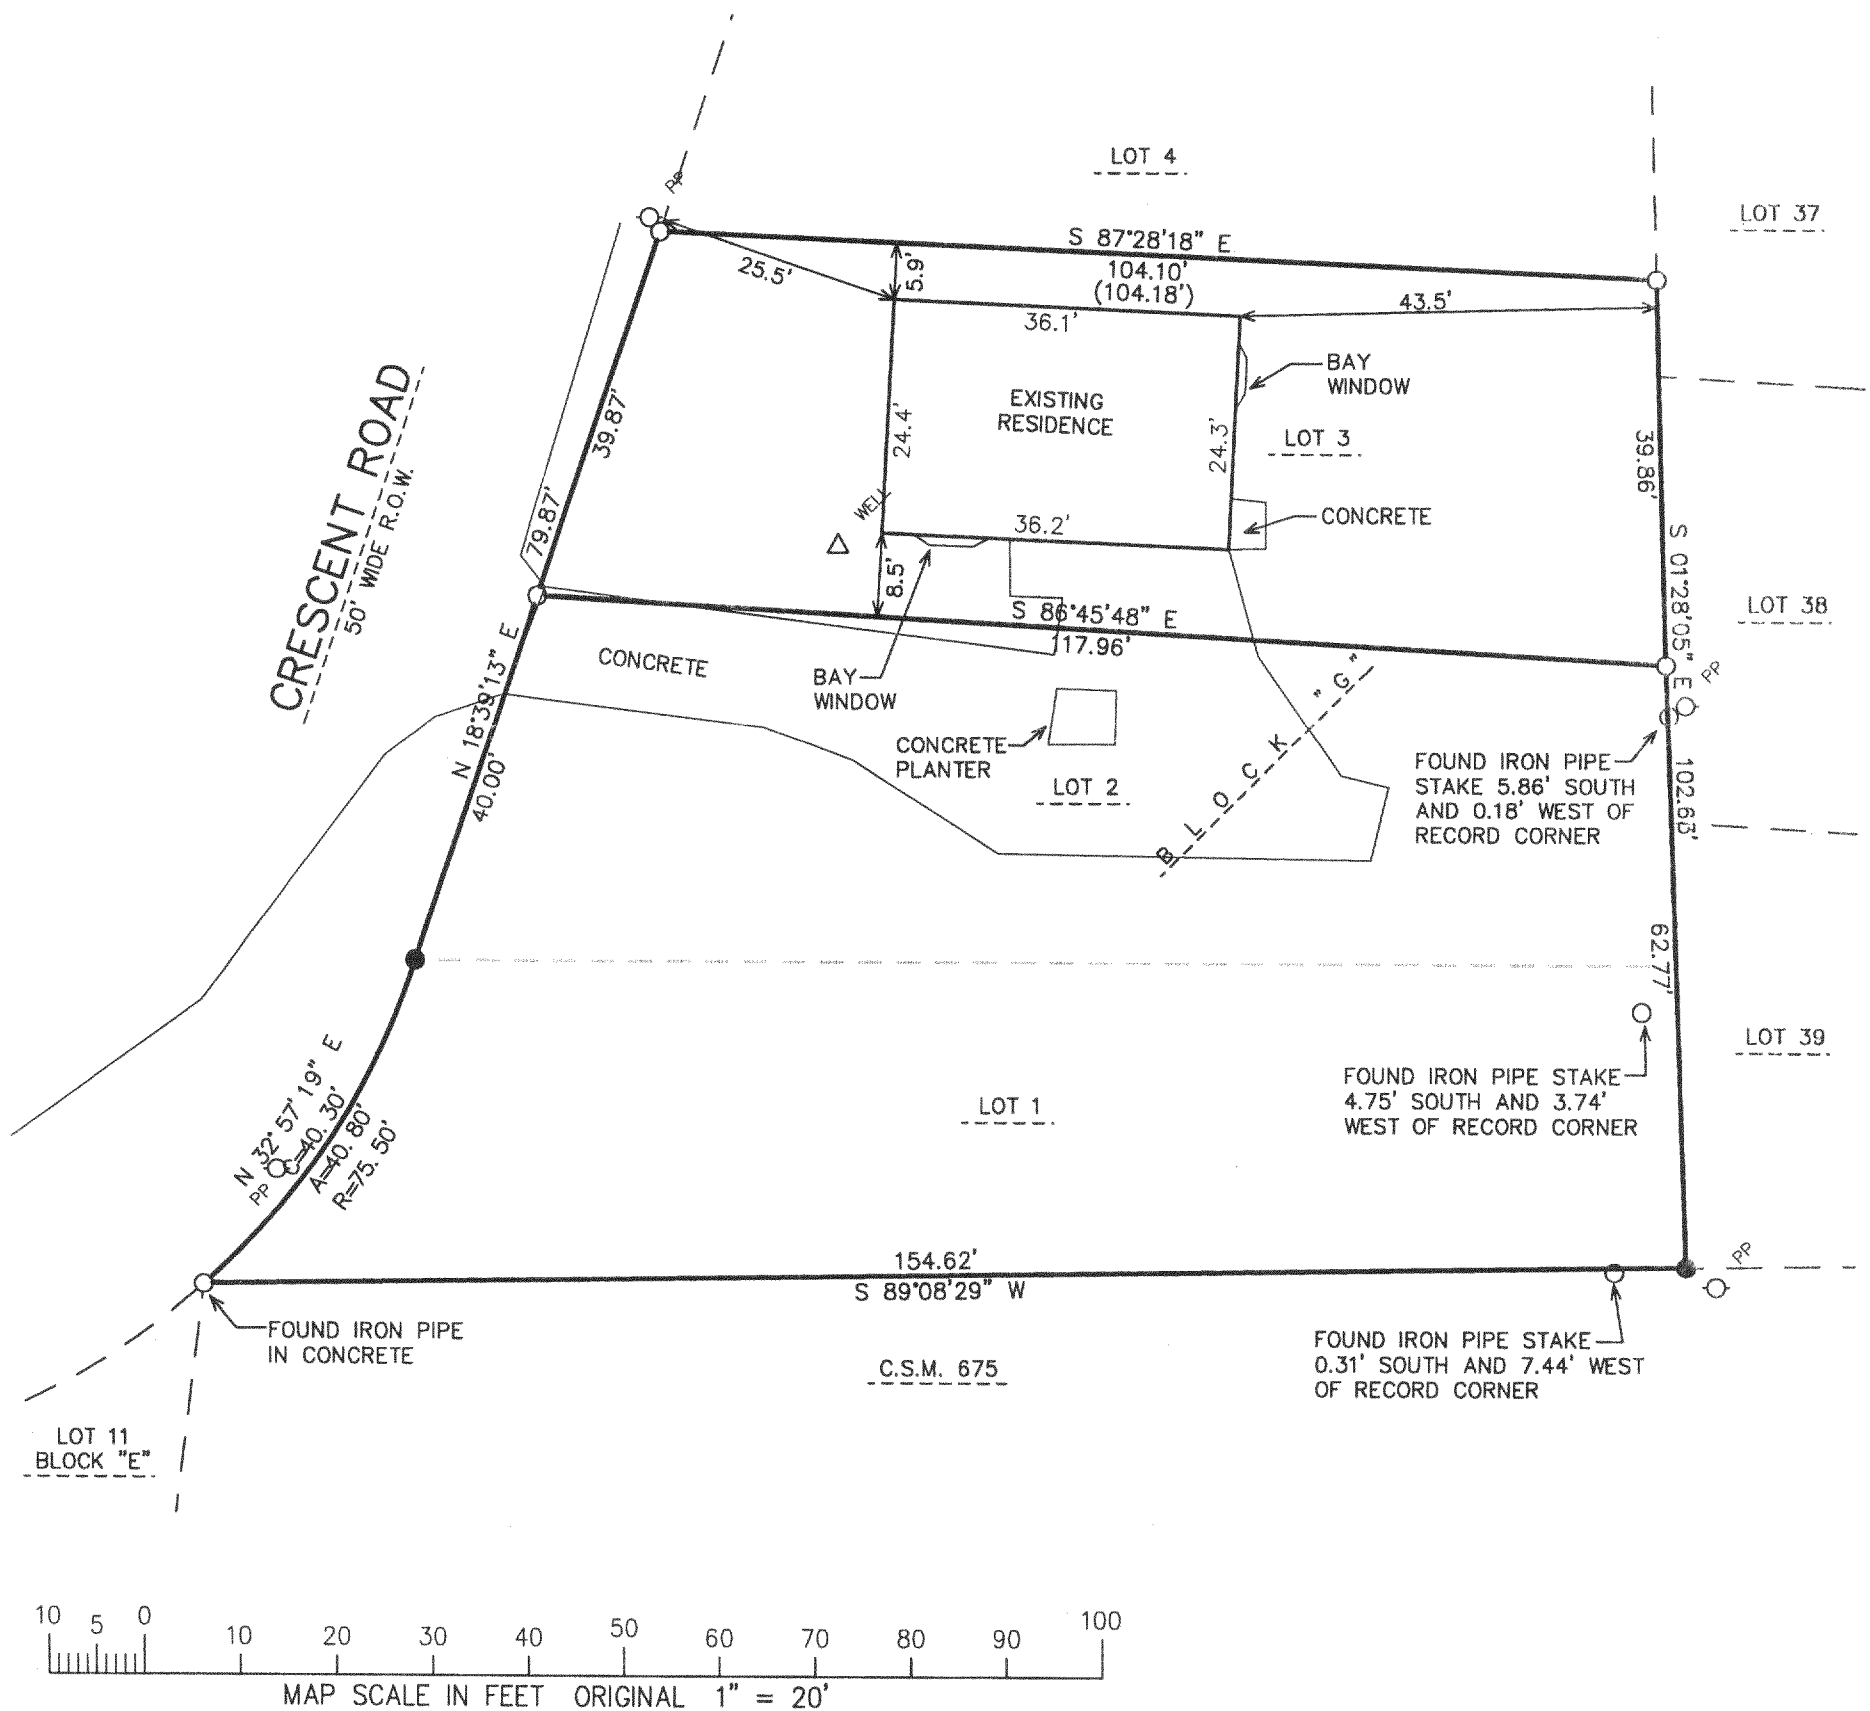 LOT 4
LOT 37
PP
S 87°28'18" E
104.10'
(104.18')
25.5'
5.9'
43.5'
36.1'
BAY
WINDOW
EXISTING
RESIDENCE
CRESCENT ROAD
50' WIDE R.O.W.
39.87'
79.87'
24.4'
24.3'
LOT 3
39.86'
WELL
36.2'
CONCRETE
8.5'
S 86°45'48" E
117.96'
S 01°28'05" E
102.63'
LOT 38
PP
N 18°39'13" E
40.00'
CONCRETE
BAY
WINDOW
BLOCK "G"
CONCRETE
PLANTER
LOT 2
FOUND IRON PIPE
STAKE 5.86' SOUTH
AND 0.18' WEST OF
RECORD CORNER
62.77'
LOT 39
FOUND IRON PIPE STAKE
4.75' SOUTH AND 3.74'
WEST OF RECORD CORNER
LOT 1
N 32°57'19" E
C=40.30'
A=40.80'
R=75.50'
PP
154.62'
S 89°08'29" W
PP
FOUND IRON PIPE
IN CONCRETE
FOUND IRON PIPE STAKE
0.31' SOUTH AND 7.44' WEST
OF RECORD CORNER
C.S.M. 675
LOT 11
BLOCK "E"
10 5 0 10 20 30 40 50 60 70 80 90 100
MAP SCALE IN FEET ORIGINAL 1" = 20'